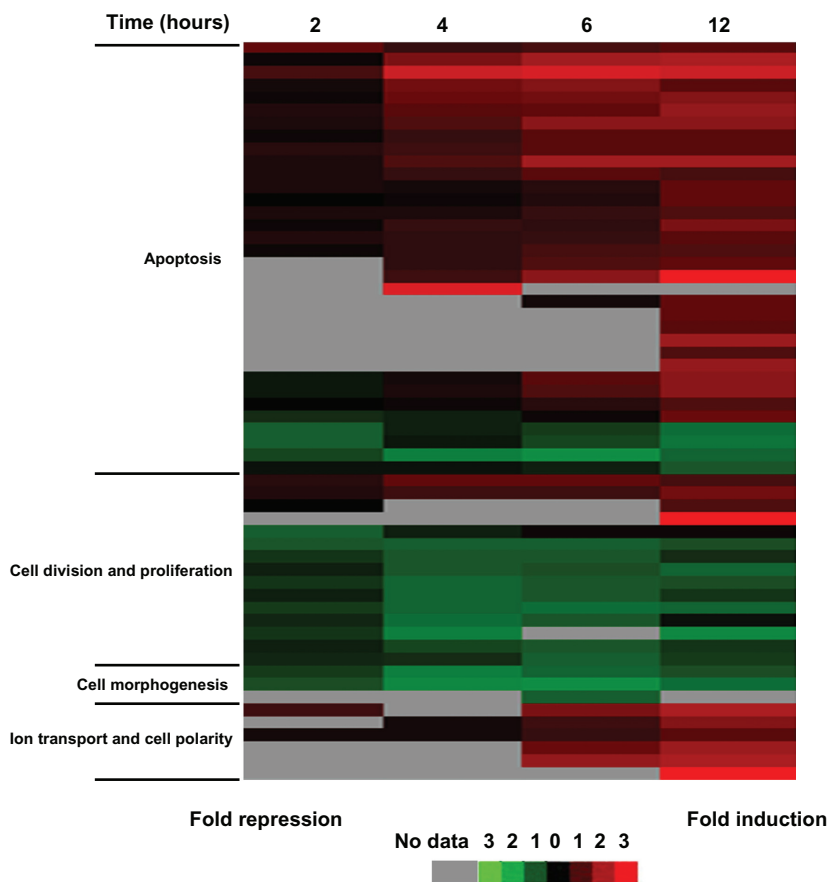 Time (hours) 2 4 6 12
Apoptosis
Cell division and proliferation
Cell morphogenesis
Ion transport and cell polarity
Fold repression Fold induction
No data 3 2 1 0 1 2 3